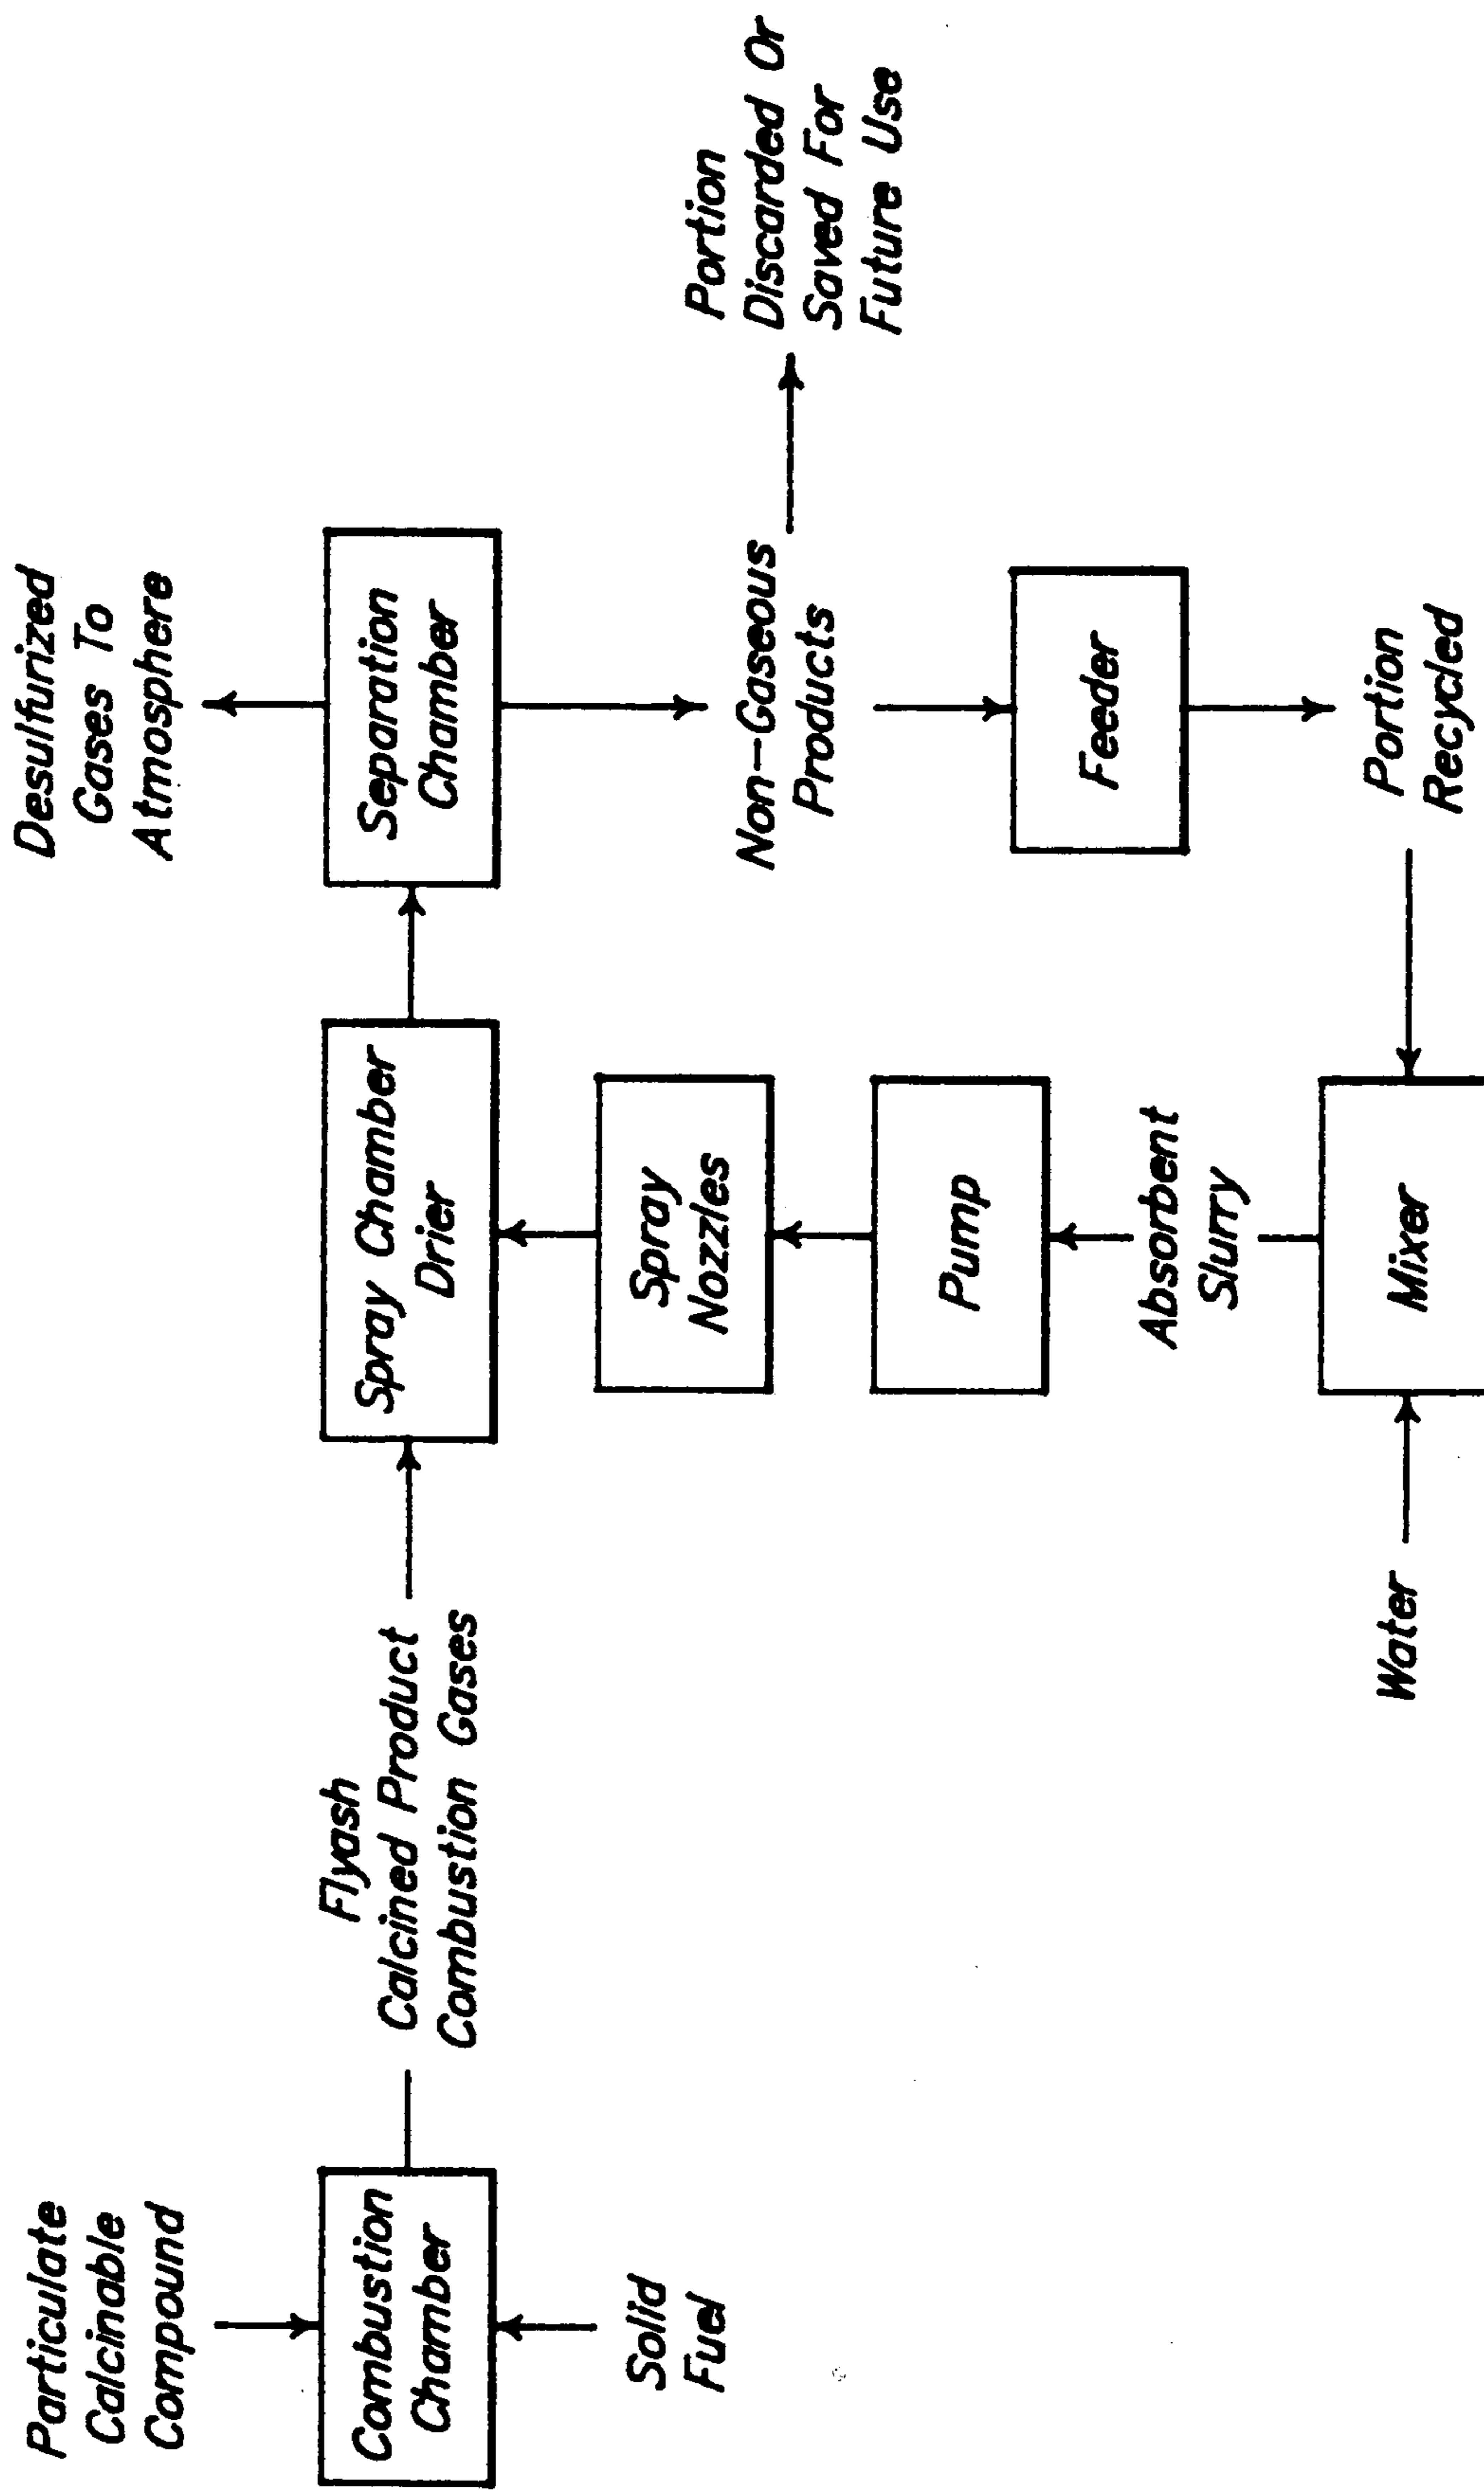 Particulate
Calcinable
Compound
Combustion
Chamber
Solid
Fuel
Flyash
Calcined Product
Combustion Gases
Spray Chamber
Drier
Spray
Nozzles
Pump
Absorbent
Slurry
Mixer
Water
Desulfurized
Gases To
Atmosphere
Separation
Chamber
Non-Gaseous
Products
Portion
Discarded Or
Saved For
Future Use
Feeder
Portion
Recycled